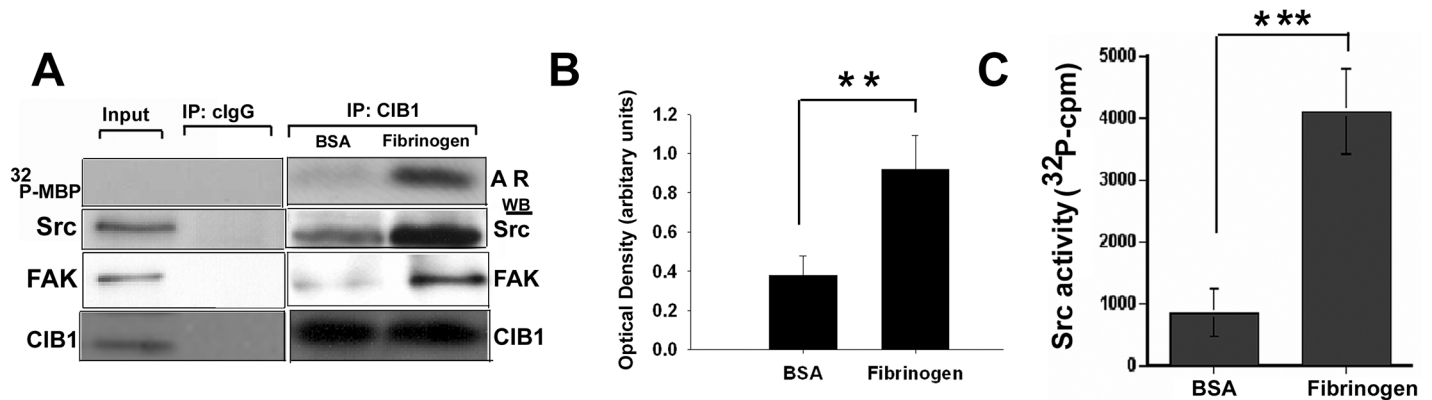 A
Input
IP: cIgG
IP: CIB1
BSA
Fibrinogen
32P-MBP
A R
WB
Src
Src
FAK
FAK
CIB1
CIB1
B
**
Optical Density (arbitary units)
1.2
1.0
0.8
0.6
0.4
0.2
0.0
BSA
Fibrinogen
C
***
Src activity (32P-cpm)
5000
4000
3000
2000
1000
0
BSA
Fibrinogen